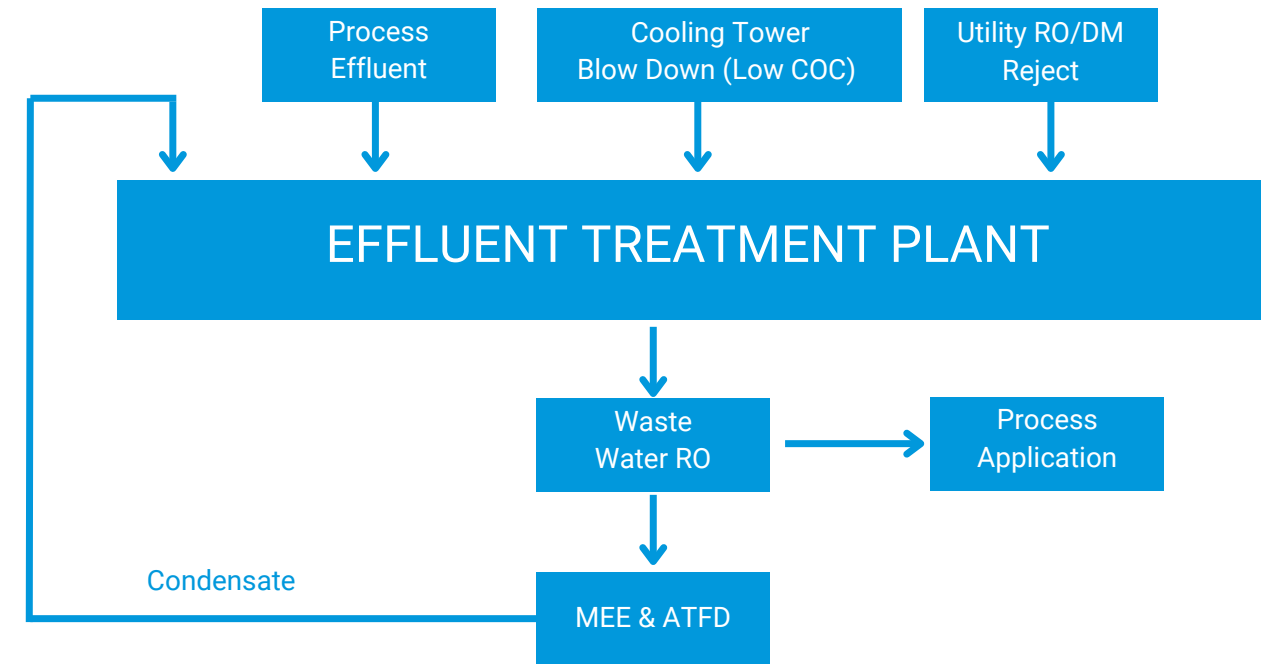 Process
Effluent
Cooling Tower
Blow Down (Low COC)
Utility RO/DM
Reject
EFFLUENT TREATMENT PLANT
Waste
Water RO
Process
Application
Condensate
MEE & ATFD